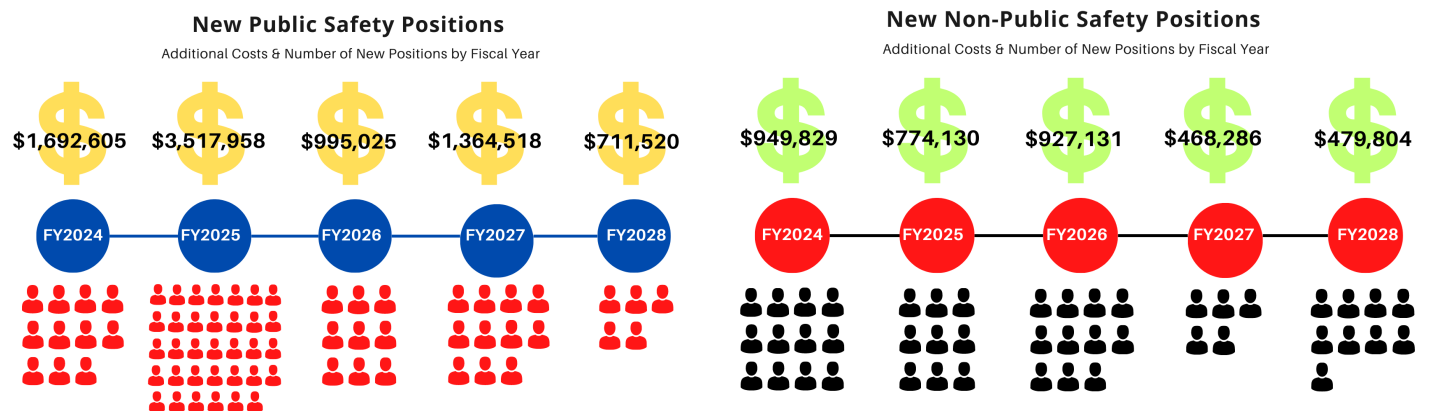 New Public Safety Positions
Additional Costs & Number of New Positions by Fiscal Year
$1,692,605
$3,517,958
$995,025
$1,364,518
$711,520
FY2024
FY2025
FY2026
FY2027
FY2028
New Non-Public Safety Positions
Additional Costs & Number of New Positions by Fiscal Year
$949,829
$774,130
$927,131
$468,286
$479,804
FY2024
FY2025
FY2026
FY2027
FY2028